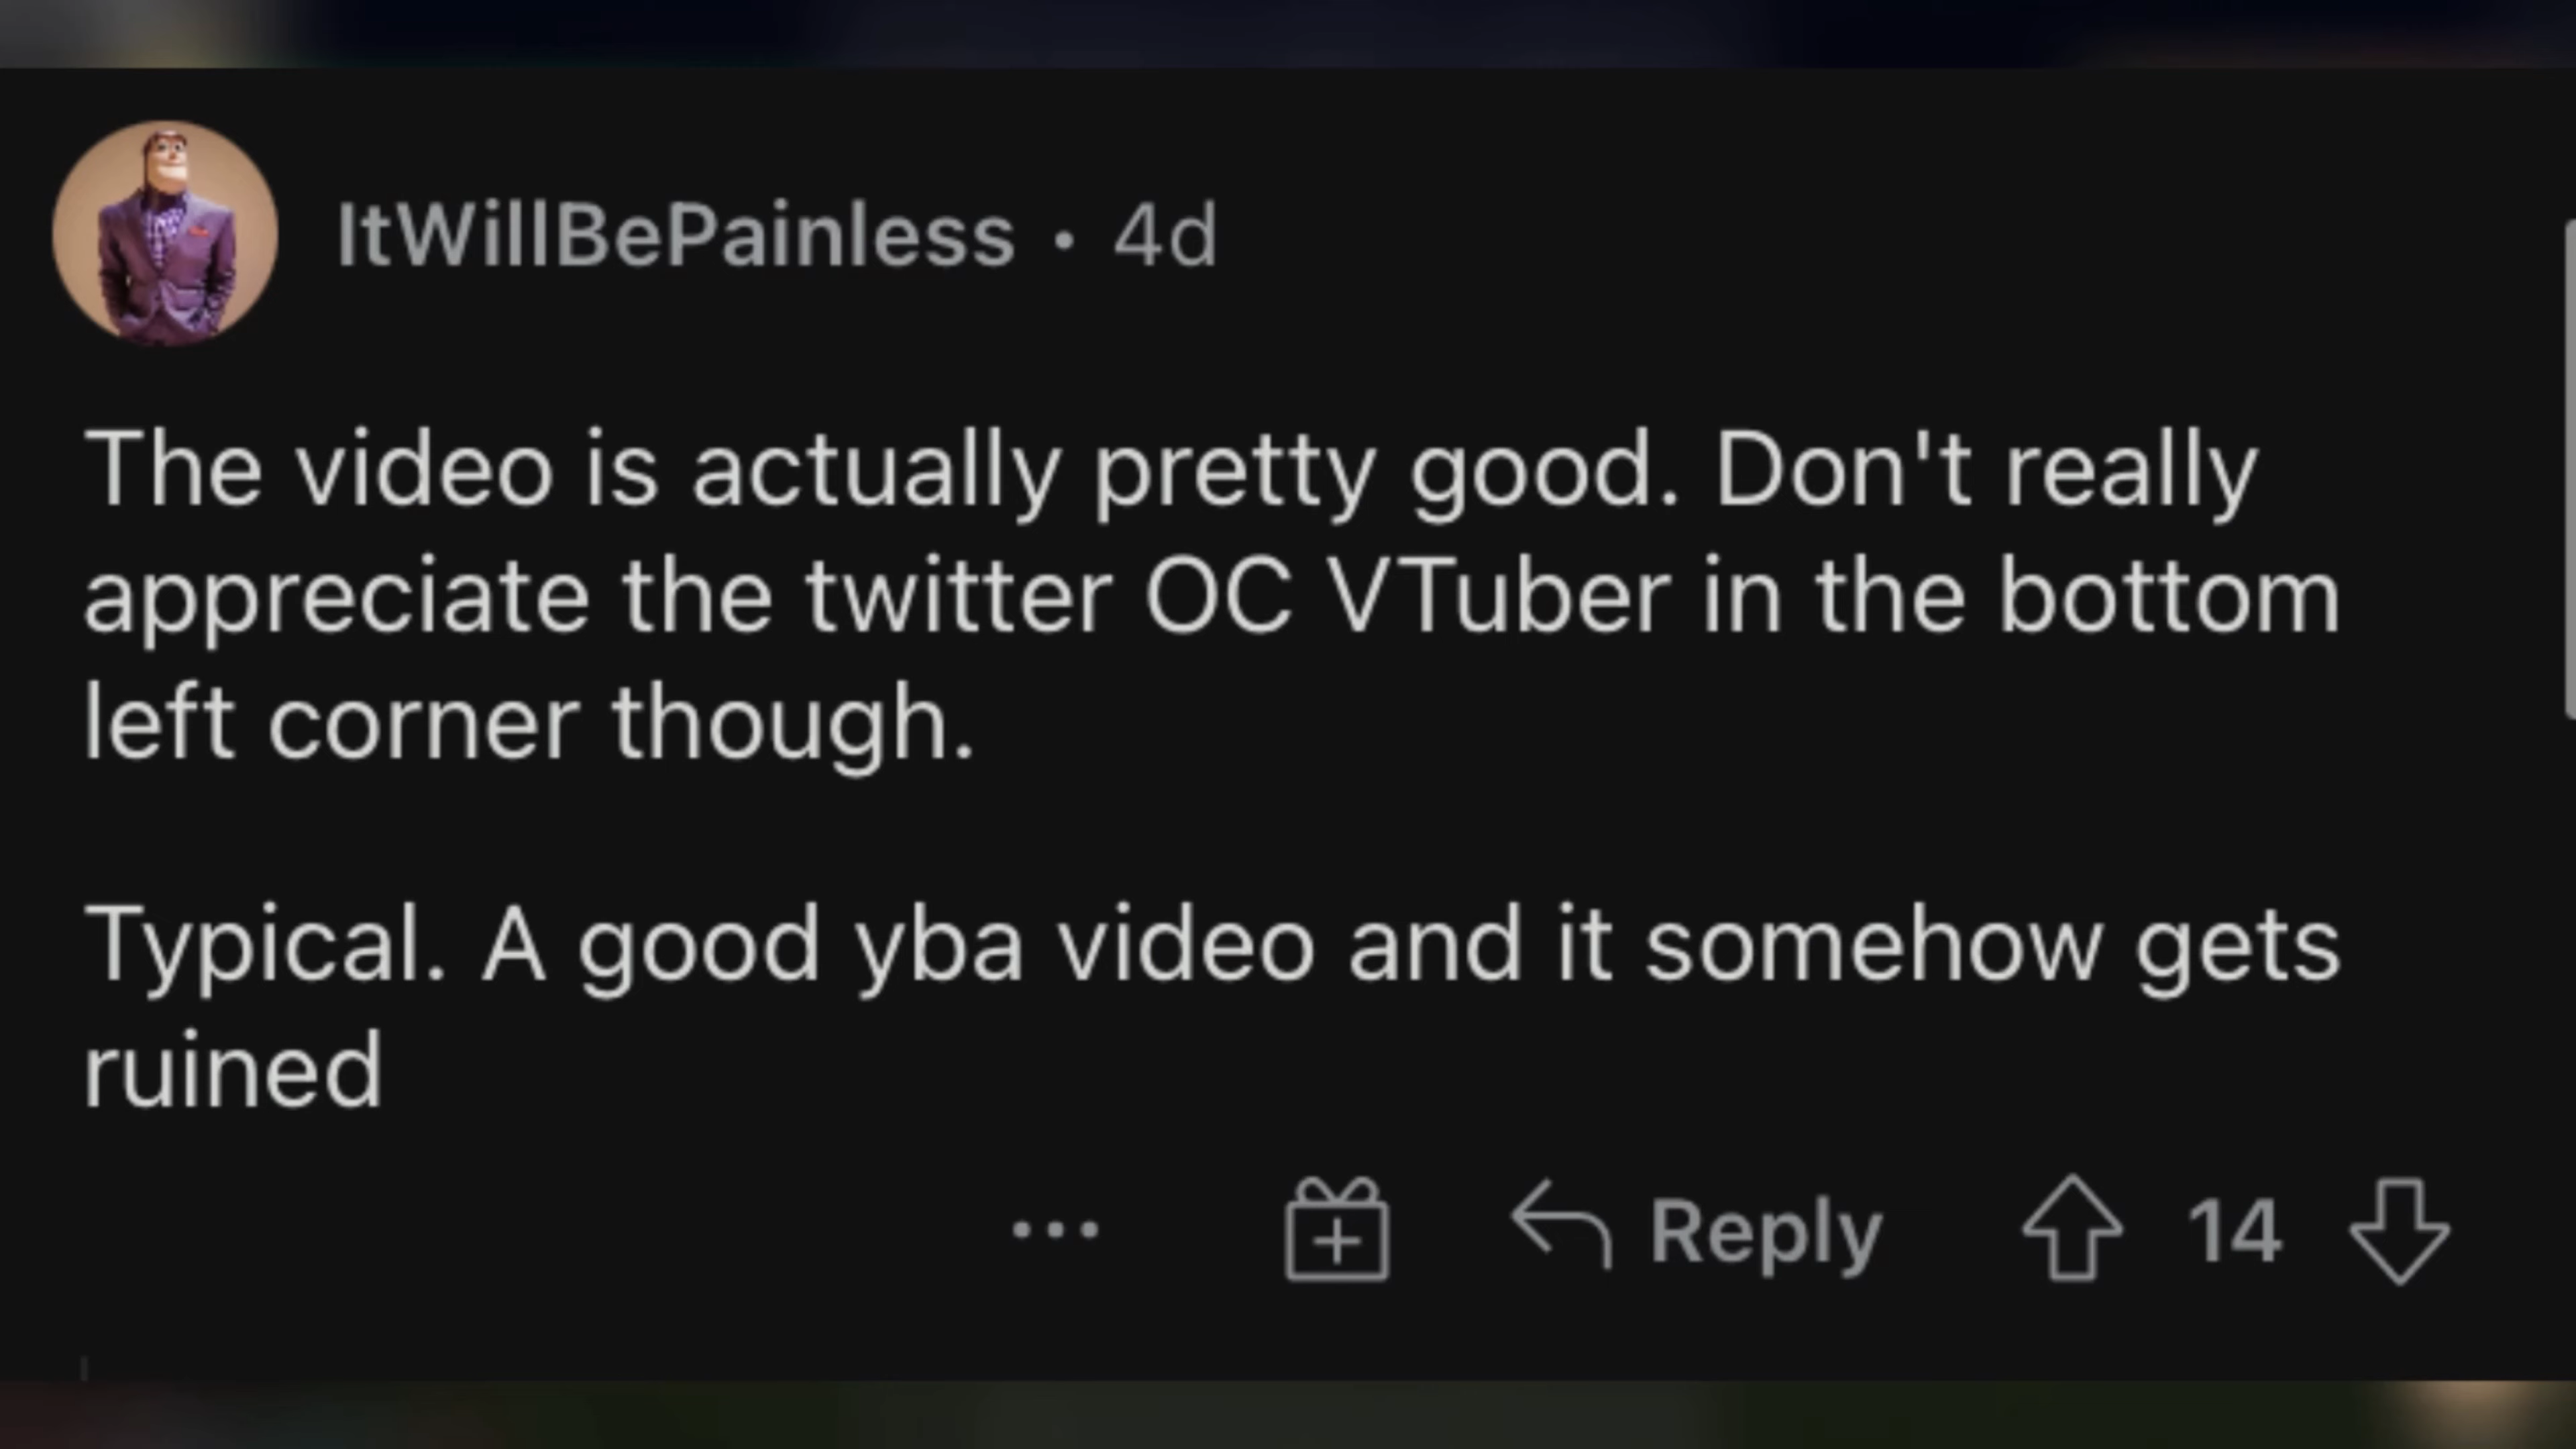 ItWillBePainless • 4d
The video is actually pretty good. Don't really
appreciate the twitter OC VTuber in the bottom
left corner though.
Typical. A good yba video and it somehow gets
ruined
Reply 14